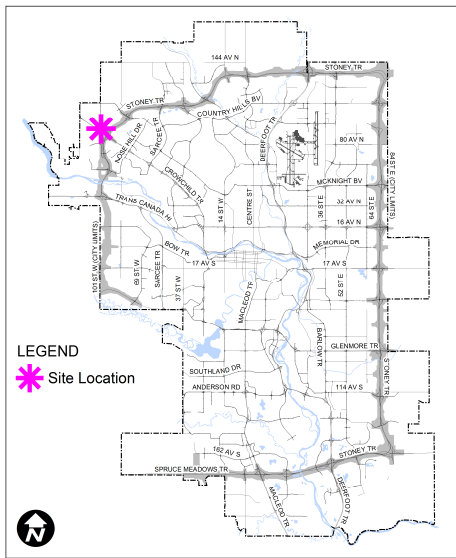 144 AV N
STONEY TR
STONEY TR
COUNTRY HILLS BV
DEERFOOT TR
NOSE HILL DR
SARCEE TR
80 AV N
84 ST E (CITY LIMITS)
CROWCHILD TR
MCKNIGHT BV
14 ST W
CENTRE ST
36 ST E
32 AV N
64 ST E
TRANS CANADA HI
16 AV N
101 ST W (CITY LIMITS)
BOW TR
MEMORIAL DR
17 AV S
17 AV S
69 ST W
SARCEE TR
37 ST W
MACLEOD TR
52 ST E
BARLOW TR
GLENMORE TR
LEGEND
Site Location
SOUTHLAND DR
STONEY TR
ANDERSON RD
114 AV S
162 AV S
STONEY TR
SPRUCE MEADOWS TR
MACLEOD TR
DEERFOOT TR
N